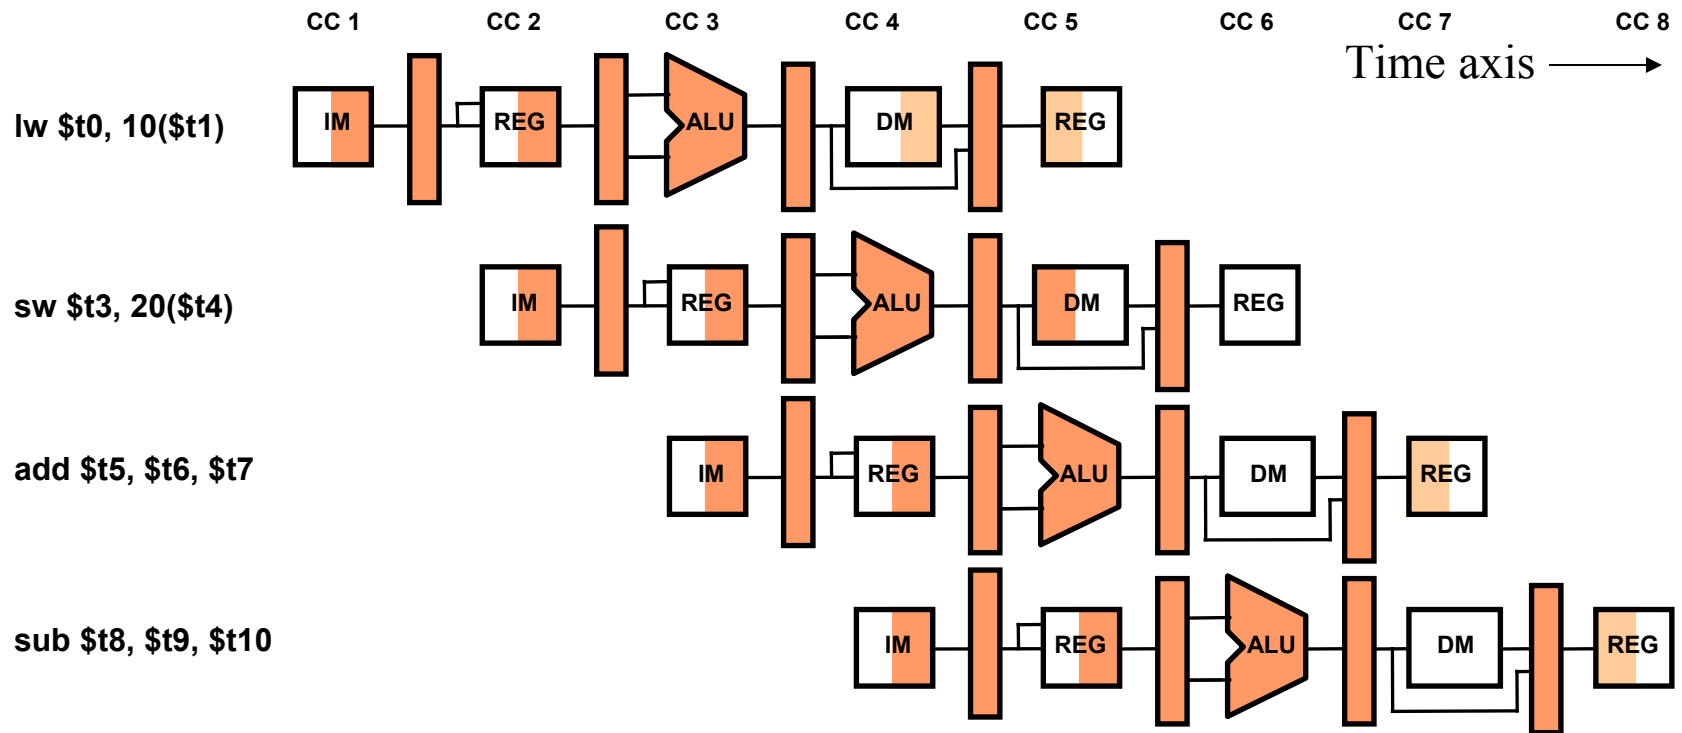 CC 1 CC 2 CC 3 CC 4 CC 5 CC 6 CC 7 CC 8
Time axis
lw $t0, 10($t1) IM REG ALU DM REG
sw $t3, 20($t4) IM REG ALU DM REG
add $t5, $t6, $t7 IM REG ALU DM REG
sub $t8, $t9, $t10 IM REG ALU DM REG